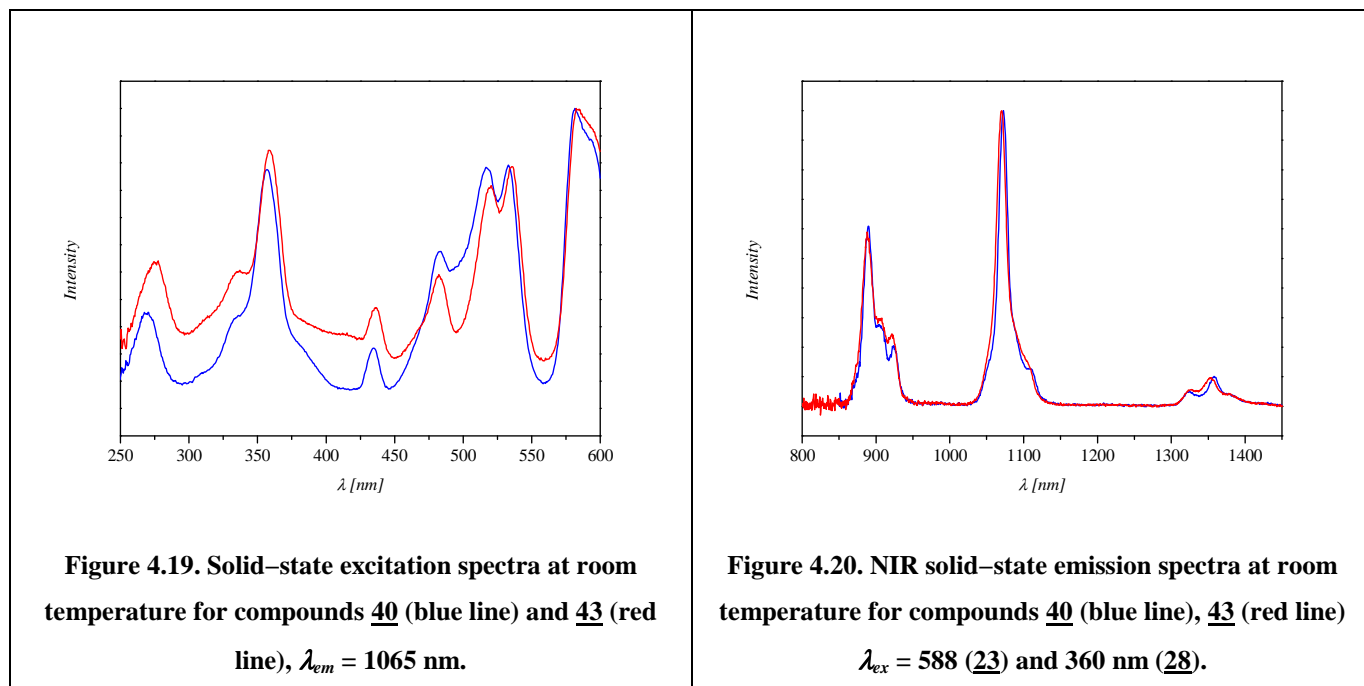 Intensity
250 300 350 400 450 500 550 600
λ [nm]
Figure 4.19. Solid−state excitation spectra at room
temperature for compounds 40 (blue line) and 43 (red
line), λem = 1065 nm.
Intensity
800 900 1000 1100 1200 1300 1400
λ [nm]
Figure 4.20. NIR solid−state emission spectra at room
temperature for compounds 40 (blue line), 43 (red line)
λex = 588 (23) and 360 nm (28).